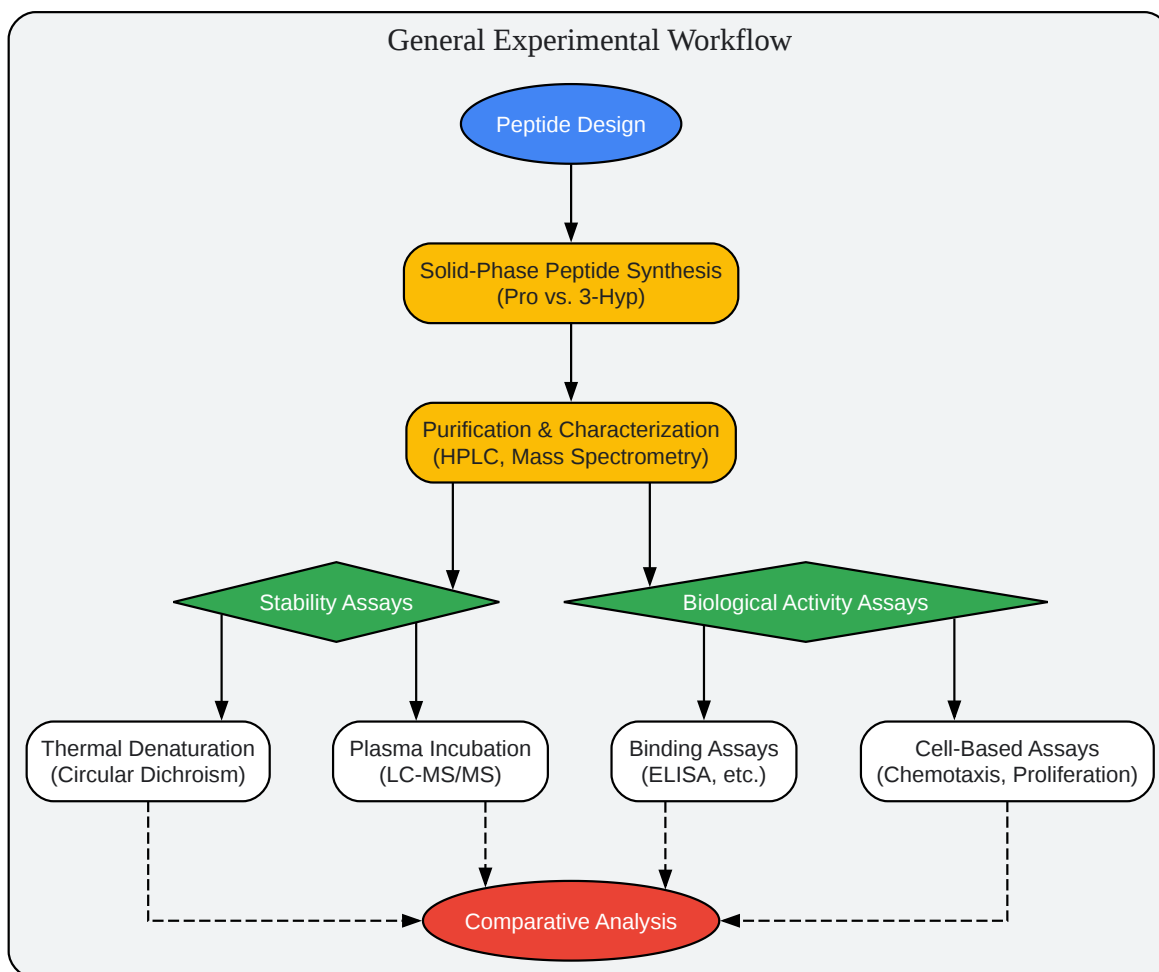 General Experimental Workflow
Peptide Design
Solid-Phase Peptide Synthesis
(Pro vs. 3-Hyp)
Purification & Characterization
(HPLC, Mass Spectrometry)
Stability Assays
Biological Activity Assays
Thermal Denaturation
(Circular Dichroism)
Plasma Incubation
(LC-MS/MS)
Binding Assays
(ELISA, etc.)
Cell-Based Assays
(Chemotaxis, Proliferation)
Comparative Analysis